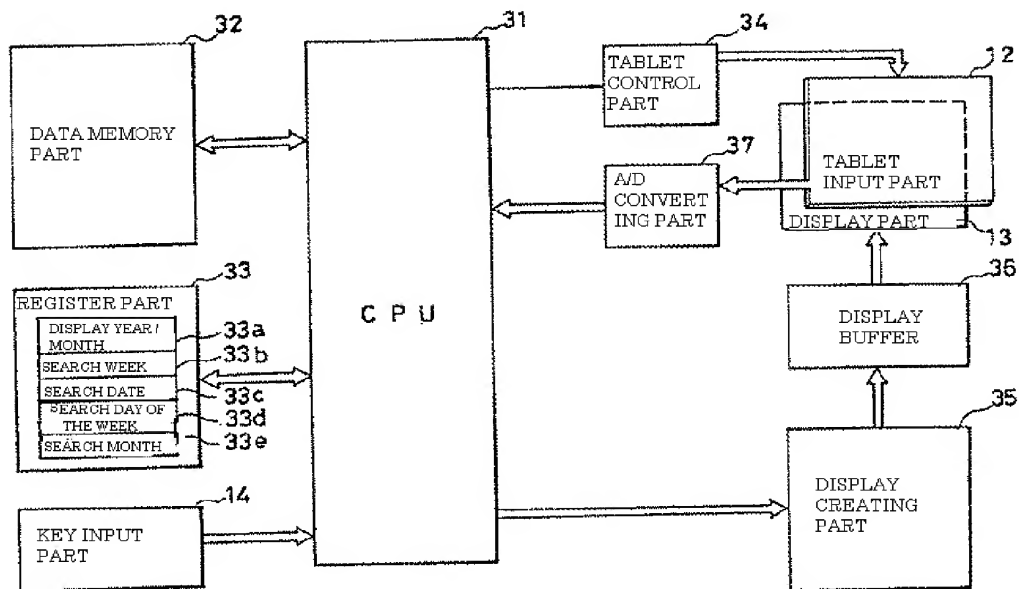 32
DATA MEMORY
PART
31
CPU
34
TABLET
CONTROL
PART
12
TABLET
INPUT PART
DISPLAY PART
13
37
A/D
CONVERT
ING PART
36
DISPLAY
BUFFER
35
DISPLAY
CREATING
PART
33
REGISTER PART
DISPLAY YEAR/
MONTH
33a
SEARCH WEEK
33b
SEARCH DATE
33c
SEARCH DAY OF
THE WEEK
33d
SEARCH MONTH
33e
14
KEY INPUT
PART